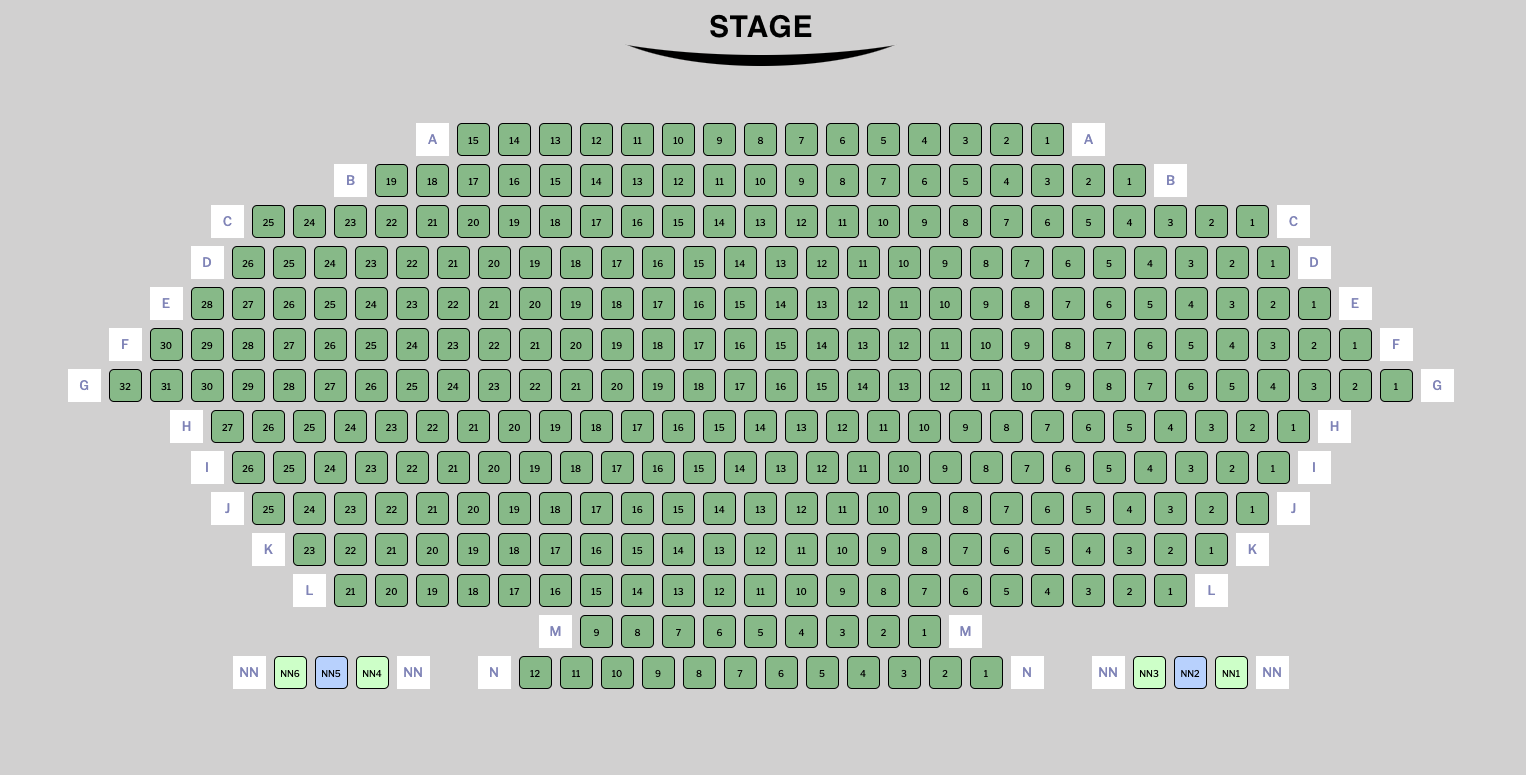 STAGE
A 15 14 13 12 11 10 9 8 7 6 5 4 3 2 1 A
B 19 18 17 16 15 14 13 12 11 10 9 8 7 6 5 4 3 2 1 B
C 25 24 23 22 21 20 19 18 17 16 15 14 13 12 11 10 9 8 7 6 5 4 3 2 1 C
D 26 25 24 23 22 21 20 19 18 17 16 15 14 13 12 11 10 9 8 7 6 5 4 3 2 1 D
E 28 27 26 25 24 23 22 21 20 19 18 17 16 15 14 13 12 11 10 9 8 7 6 5 4 3 2 1 E
F 30 29 28 27 26 25 24 23 22 21 20 19 18 17 16 15 14 13 12 11 10 9 8 7 6 5 4 3 2 1 F
G 32 31 30 29 28 27 26 25 24 23 22 21 20 19 18 17 16 15 14 13 12 11 10 9 8 7 6 5 4 3 2 1 G
H 27 26 25 24 23 22 21 20 19 18 17 16 15 14 13 12 11 10 9 8 7 6 5 4 3 2 1 H
I 26 25 24 23 22 21 20 19 18 17 16 15 14 13 12 11 10 9 8 7 6 5 4 3 2 1 I
J 25 24 23 22 21 20 19 18 17 16 15 14 13 12 11 10 9 8 7 6 5 4 3 2 1 J
K 23 22 21 20 19 18 17 16 15 14 13 12 11 10 9 8 7 6 5 4 3 2 1 K
L 21 20 19 18 17 16 15 14 13 12 11 10 9 8 7 6 5 4 3 2 1 L
M 9 8 7 6 5 4 3 2 1 M
NN NN6 NN5 NN4 NN N 12 11 10 9 8 7 6 5 4 3 2 1 N NN NN3 NN2 NN1 NN